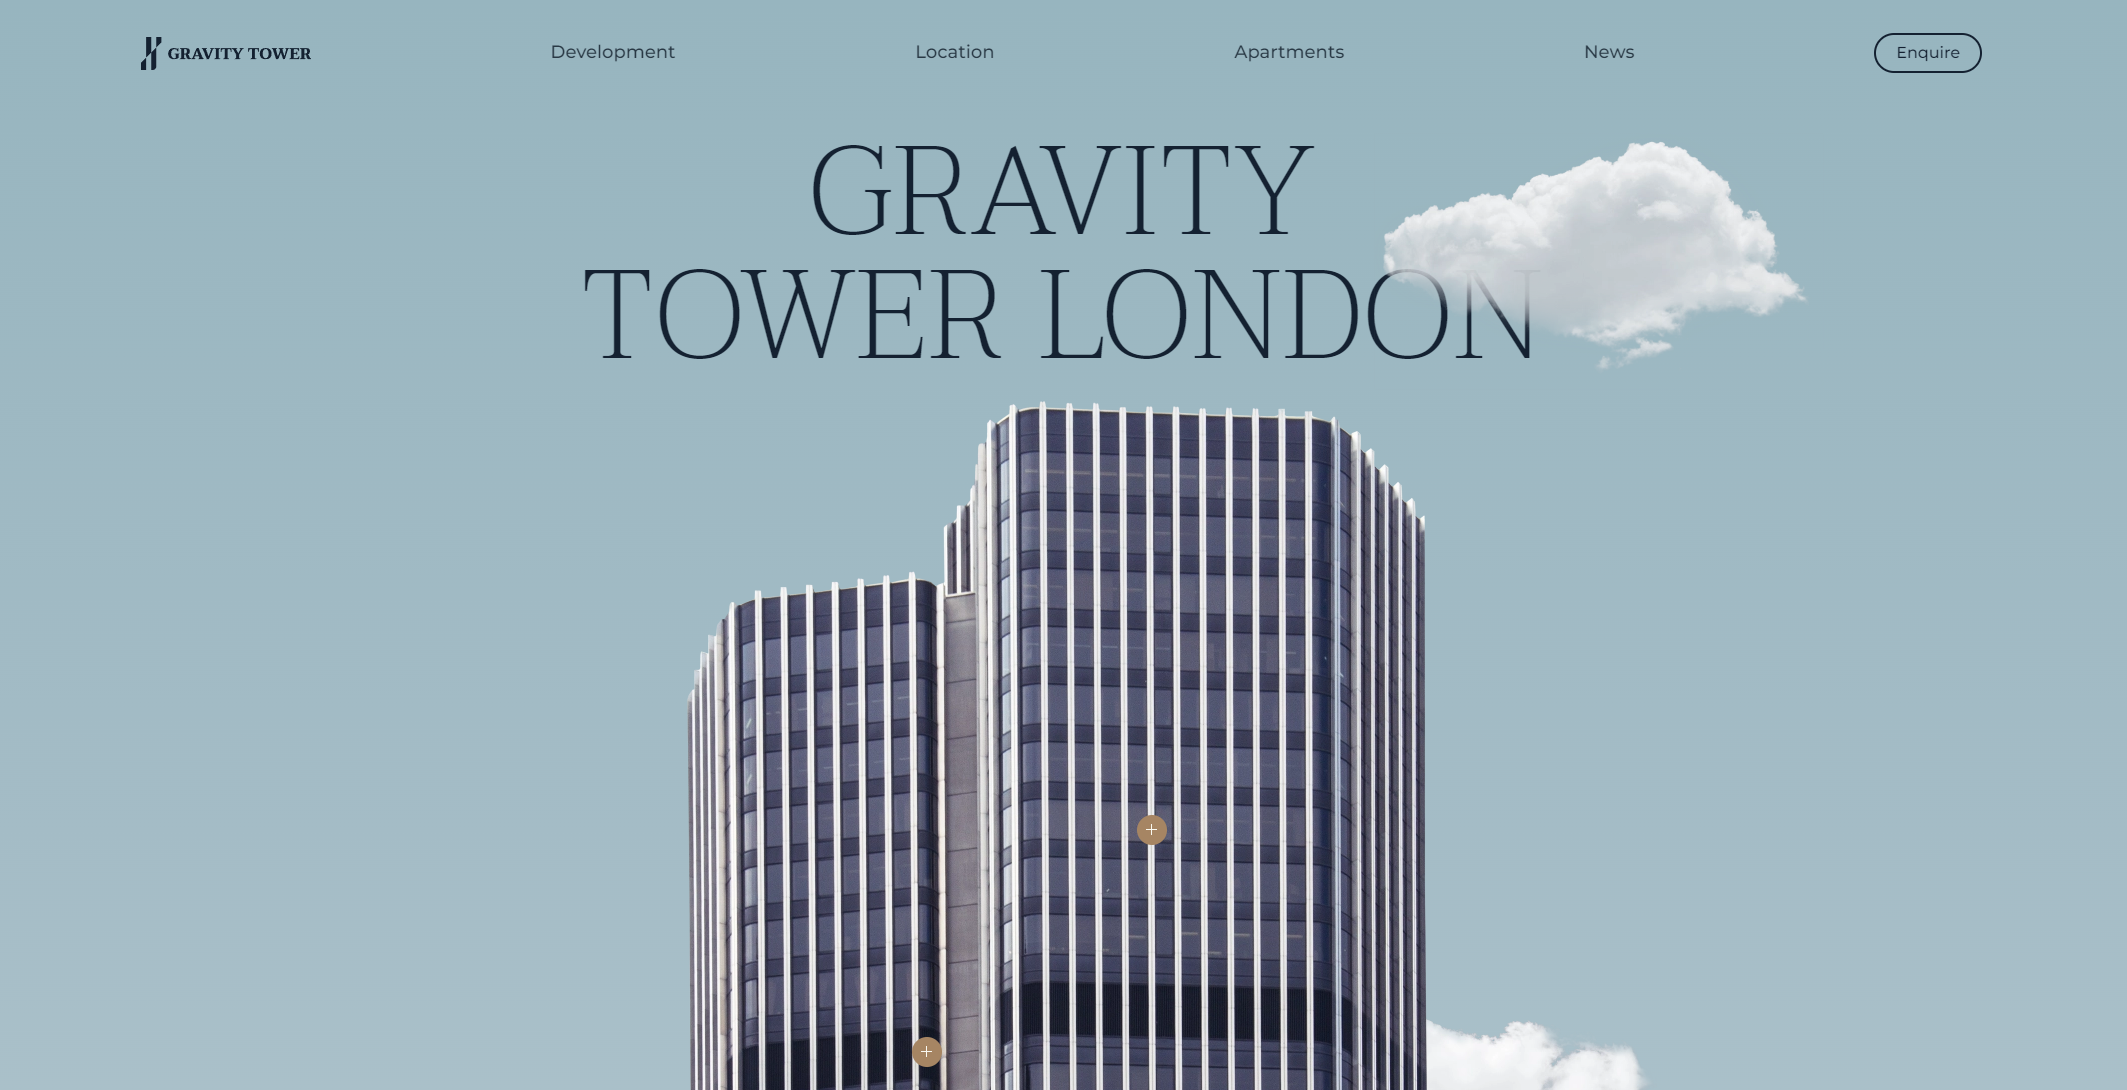 GRAVITY TOWER
Development
Location
Apartments
News
Enquire
GRAVITY
TOWER LONDON